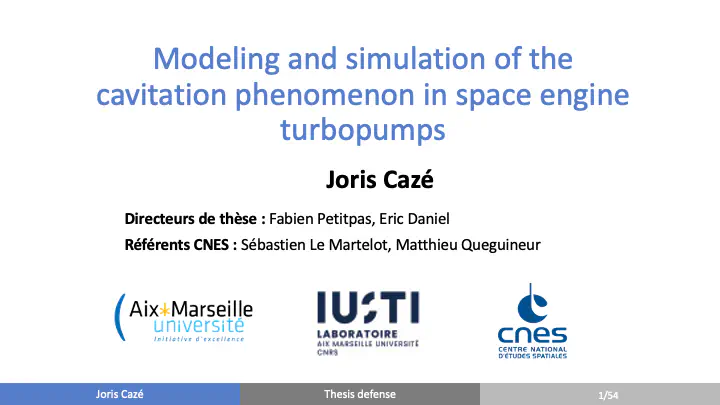 Modeling and simulation of the
cavitation phenomenon in space engine
turbopumps
Joris Cazé
Directeurs de thèse : Fabien Petitpas, Eric Daniel
Référents CNES : Sébastien Le Martelot, Matthieu Queguineur
Aix*Marseille
université
Initiative d'excellence
IUSTI
LABORATOIRE
AIX MARSEILLE UNIVERSITÉ
CNRS
cnes
CENTRE NATIONAL
D'ÉTUDES SPATIALES
Joris Cazé
Thesis defense
1/54